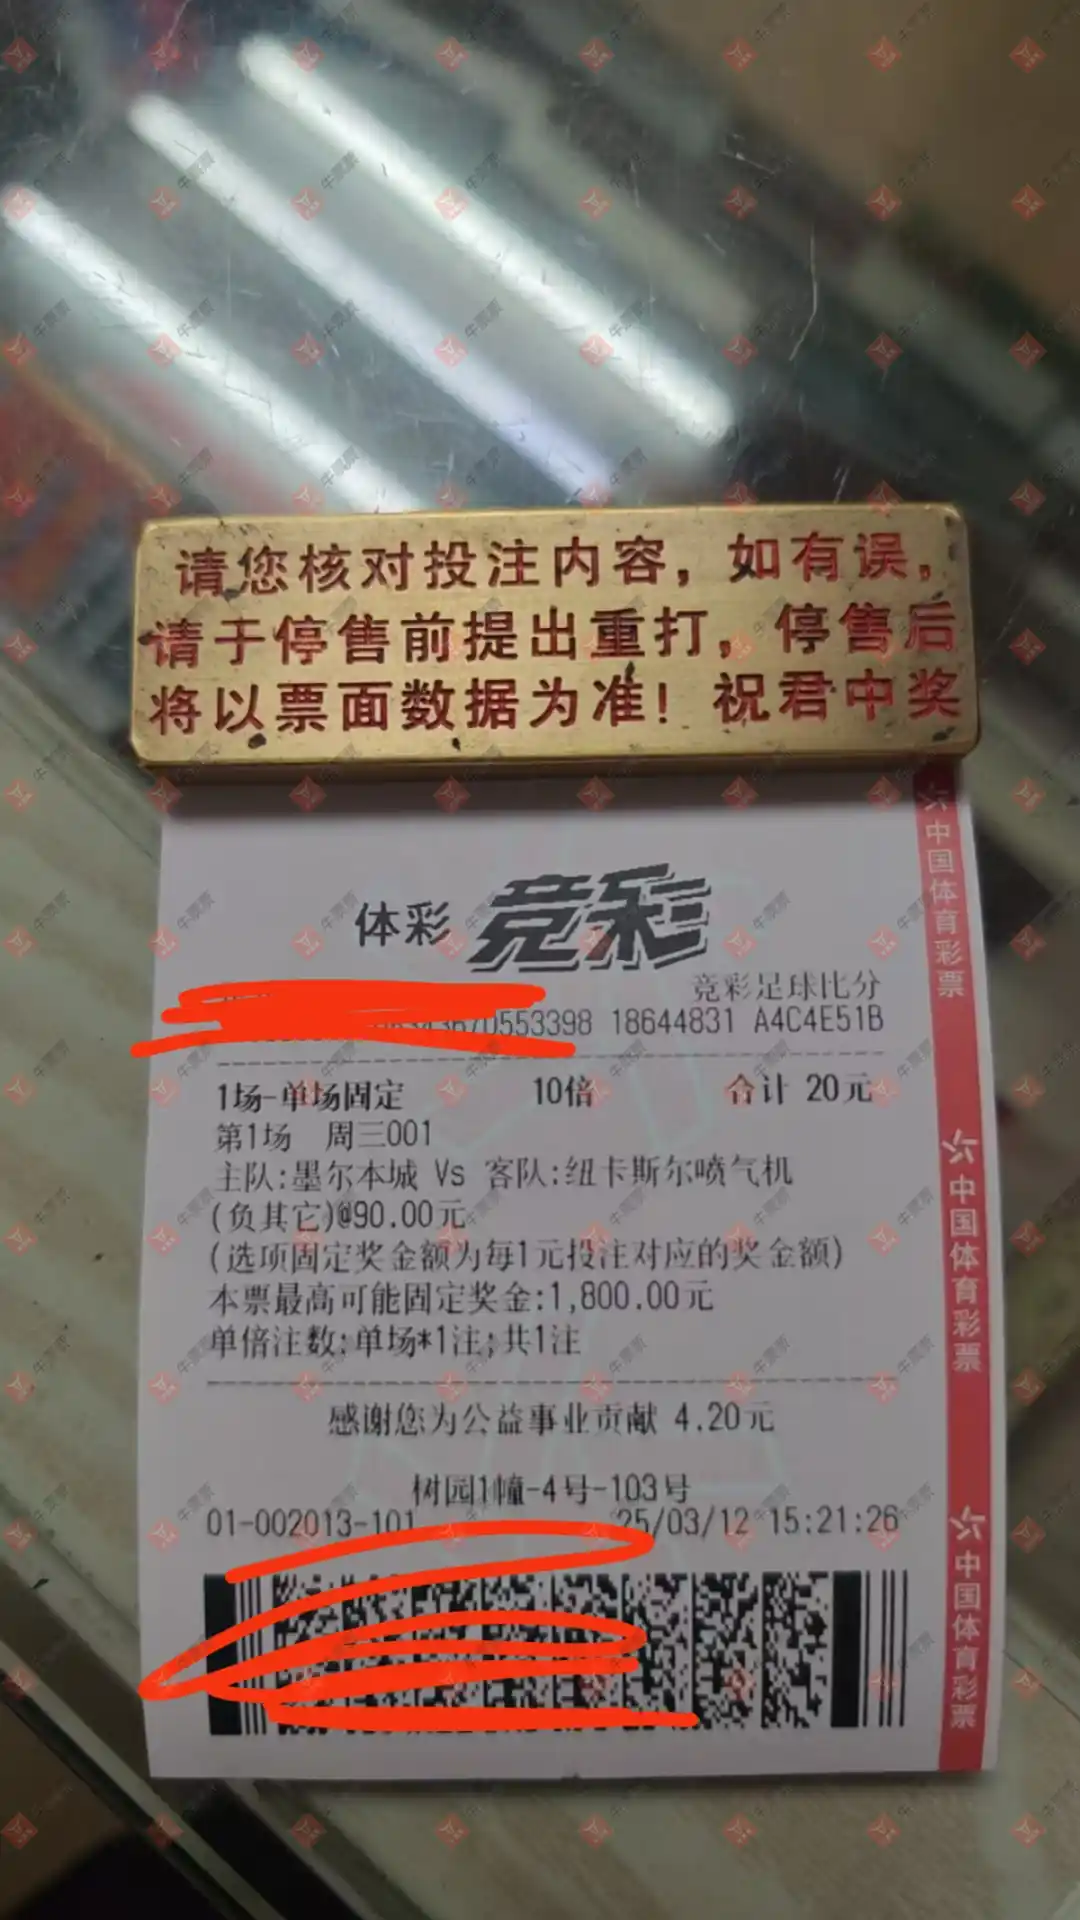 请您核对投注内容，如有误，
请于停售前提出重打，停售后
将以票面数据为准！祝君中奖
体彩 竞彩
竞彩足球比分
553398 18644831 A4C4E51B
1场-单场固定 10倍 合计 20元
第1场 周三001
主队:墨尔本城 Vs 客队:纽卡斯尔喷气机
(负其它)@90.00元
(选项固定奖金额为每1元投注对应的奖金额)
本票最高可能固定奖金:1,800.00元
单倍注数:单场*1注;共1注
感谢您为公益事业贡献 4.20元
树园1幢-4号-103号
01-002013-101 25/03/12 15:21:26
中国体育彩票
中国体育彩票
中国体育彩票
牛票票